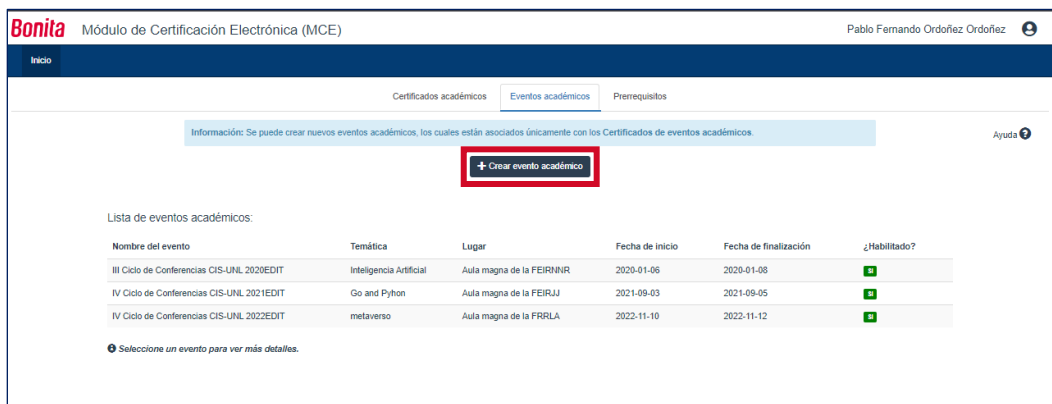 Bonita Módulo de Certificación Electrónica (MCE) Pablo Fernando Ordoñez Ordoñez
Inicio
Certificados académicos Eventos académicos Prerrequisitos
Información: Se puede crear nuevos eventos académicos, los cuales están asociados únicamente con los Certificados de eventos académicos. Ayuda
+ Crear evento académico
Lista de eventos académicos:
Nombre del evento Temática Lugar Fecha de inicio Fecha de finalización ¿Habilitado?
III Ciclo de Conferencias CIS-UNL 2020EDIT Inteligencia Artificial Aula magna de la FEIRNNR 2020-01-06 2020-01-08 SI
IV Ciclo de Conferencias CIS-UNL 2021EDIT Go and Pyhon Aula magna de la FEIRJJ 2021-09-03 2021-09-05 SI
IV Ciclo de Conferencias CIS-UNL 2022EDIT metaverso Aula magna de la FRRLA 2022-11-10 2022-11-12 SI
Seleccione un evento para ver más detalles.